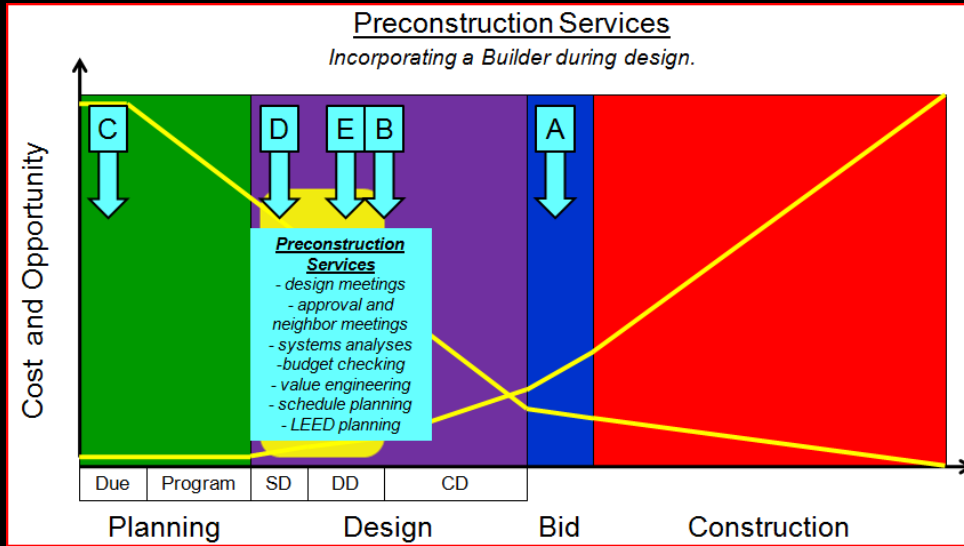 Preconstruction Services
Incorporating a Builder during design.
Cost and Opportunity
C
D
E
B
A
Preconstruction
Services
- design meetings
- approval and
neighbor meetings
- systems analyses
-budget checking
- value engineering
- schedule planning
- LEED planning
Due
Program
SD
DD
CD
Planning
Design
Bid
Construction